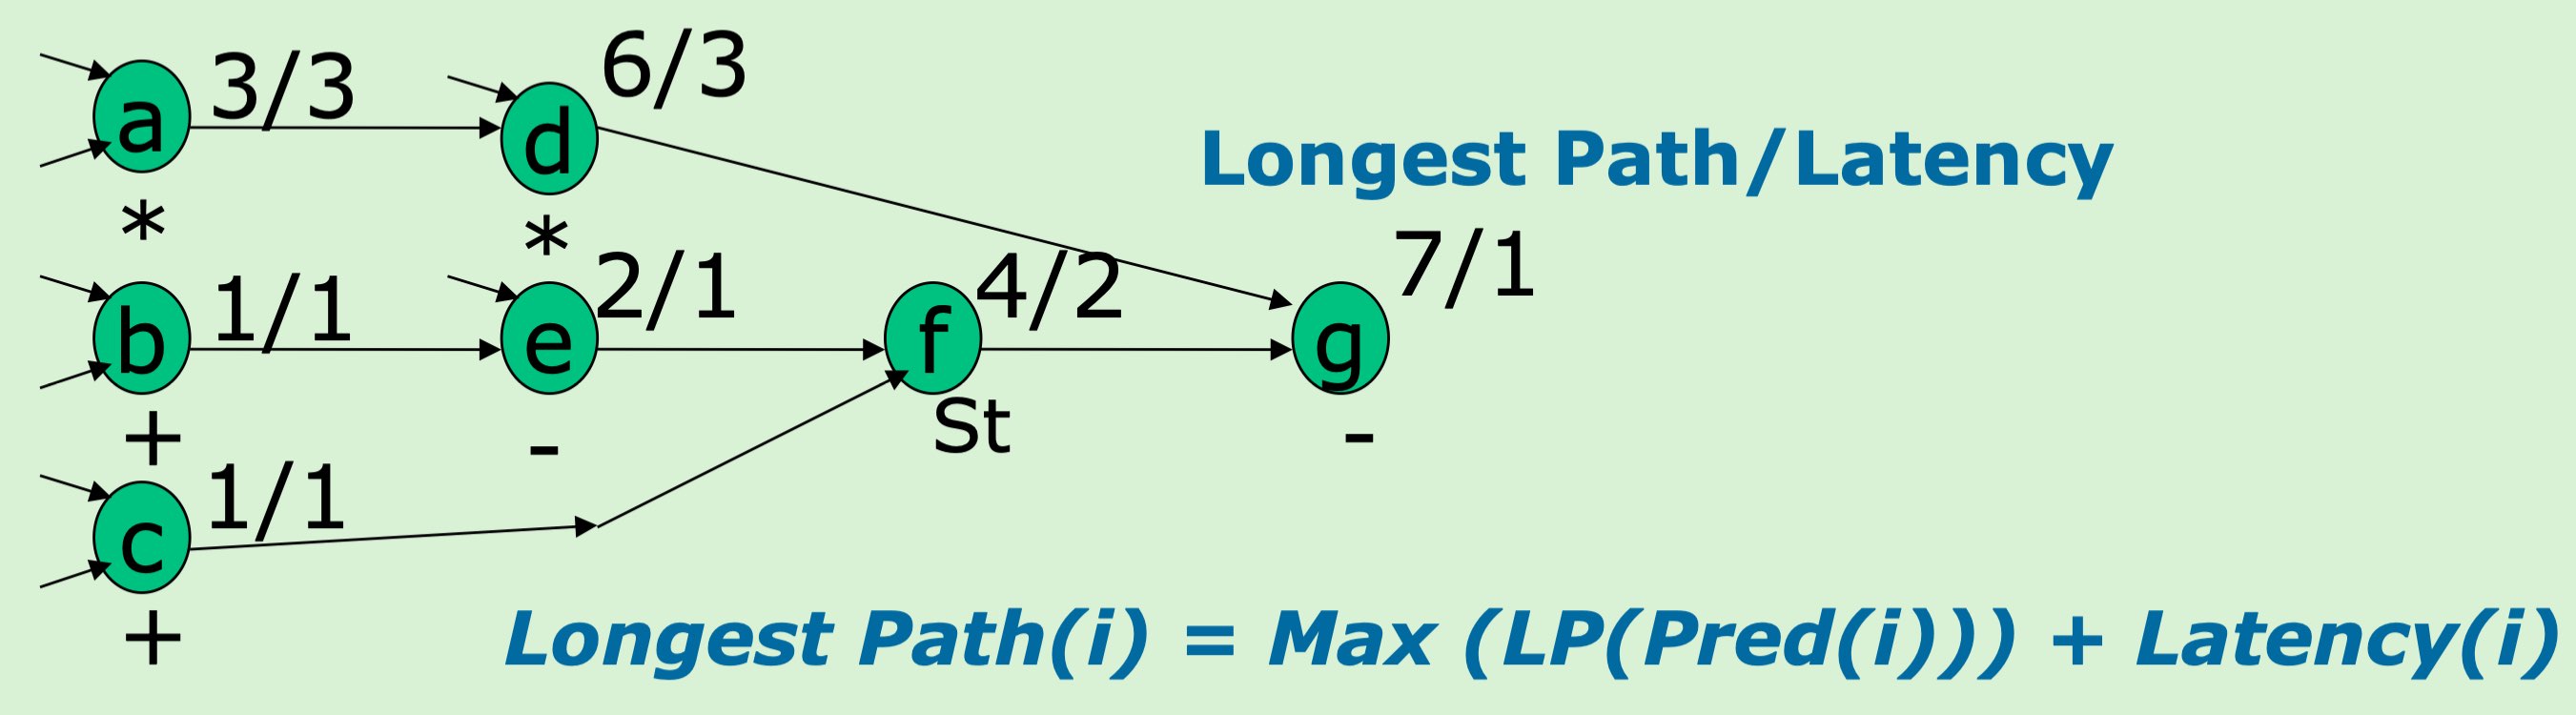 a 3/3 d 6/3
Longest Path/Latency
* *
b 1/1 e 2/1 f 4/2 g 7/1
+ - St -
c 1/1
+
Longest Path(i) = Max (LP(Pred(i))) + Latency(i)